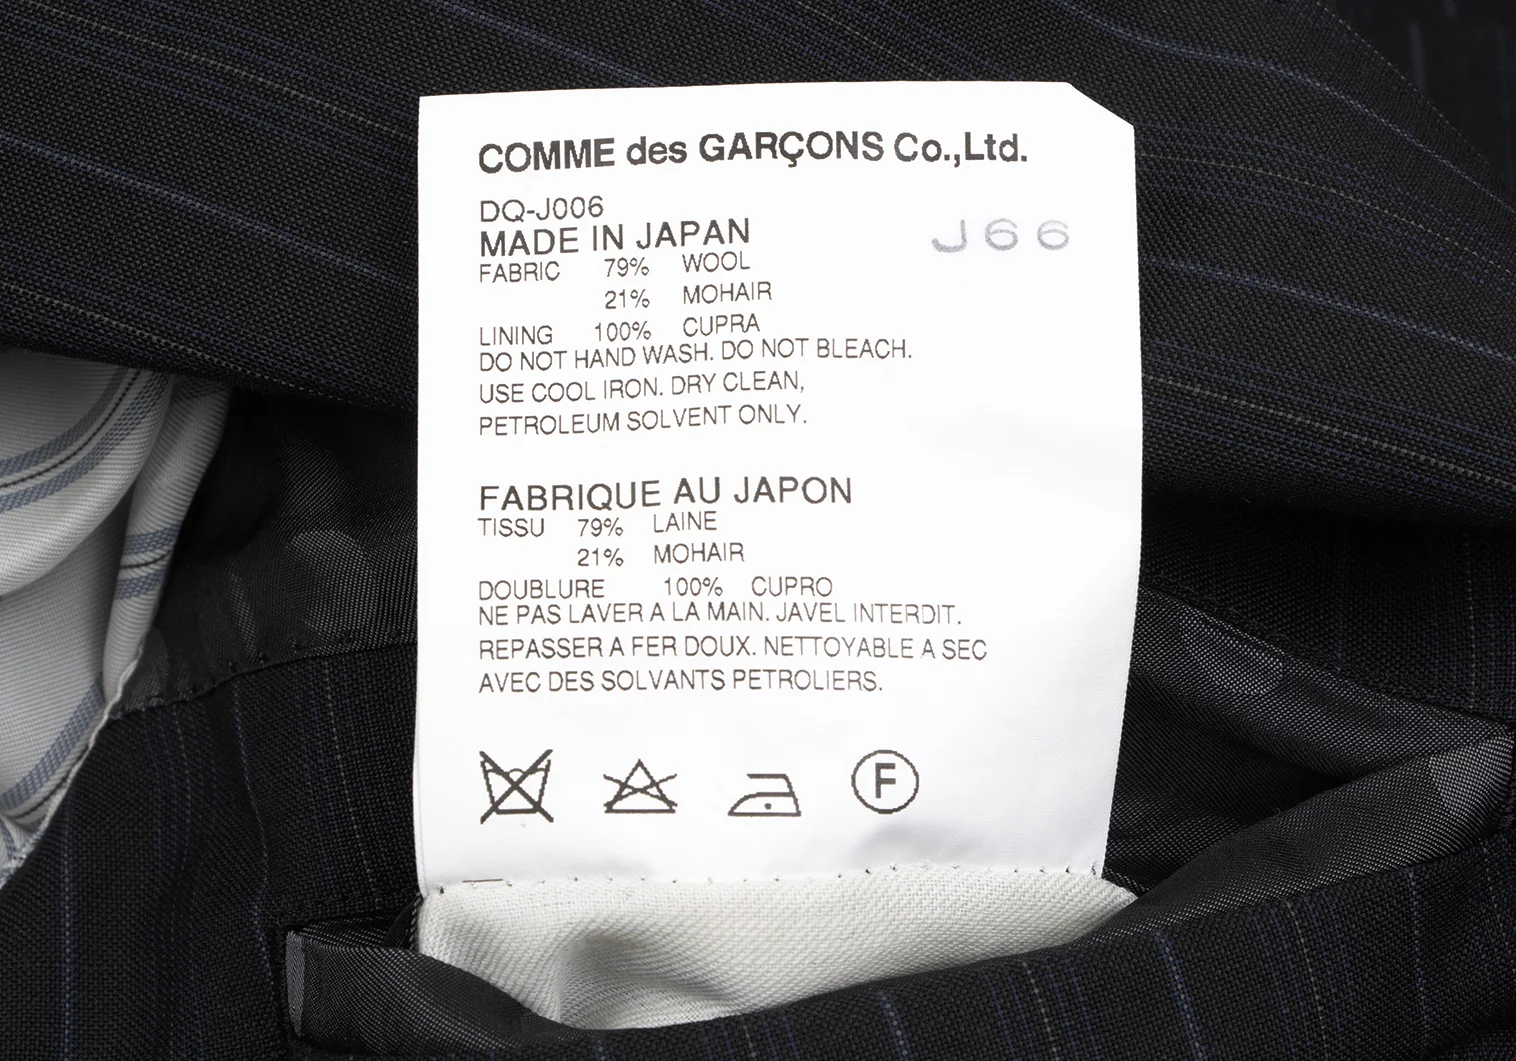 COMME des GARÇONS Co.,Ltd.
DQ-J006
MADE IN JAPAN
J66
FABRIC 79% WOOL
21% MOHAIR
LINING 100% CUPRA
DO NOT HAND WASH. DO NOT BLEACH.
USE COOL IRON. DRY CLEAN,
PETROLEUM SOLVENT ONLY.
FABRIQUE AU JAPON
TISSU 79% LAINE
21% MOHAIR
DOUBLURE 100% CUPRO
NE PAS LAVER A LA MAIN. JAVEL INTERDIT.
REPASSER A FER DOUX. NETTOYABLE A SEC
AVEC DES SOLVANTS PETROLIERS.
F